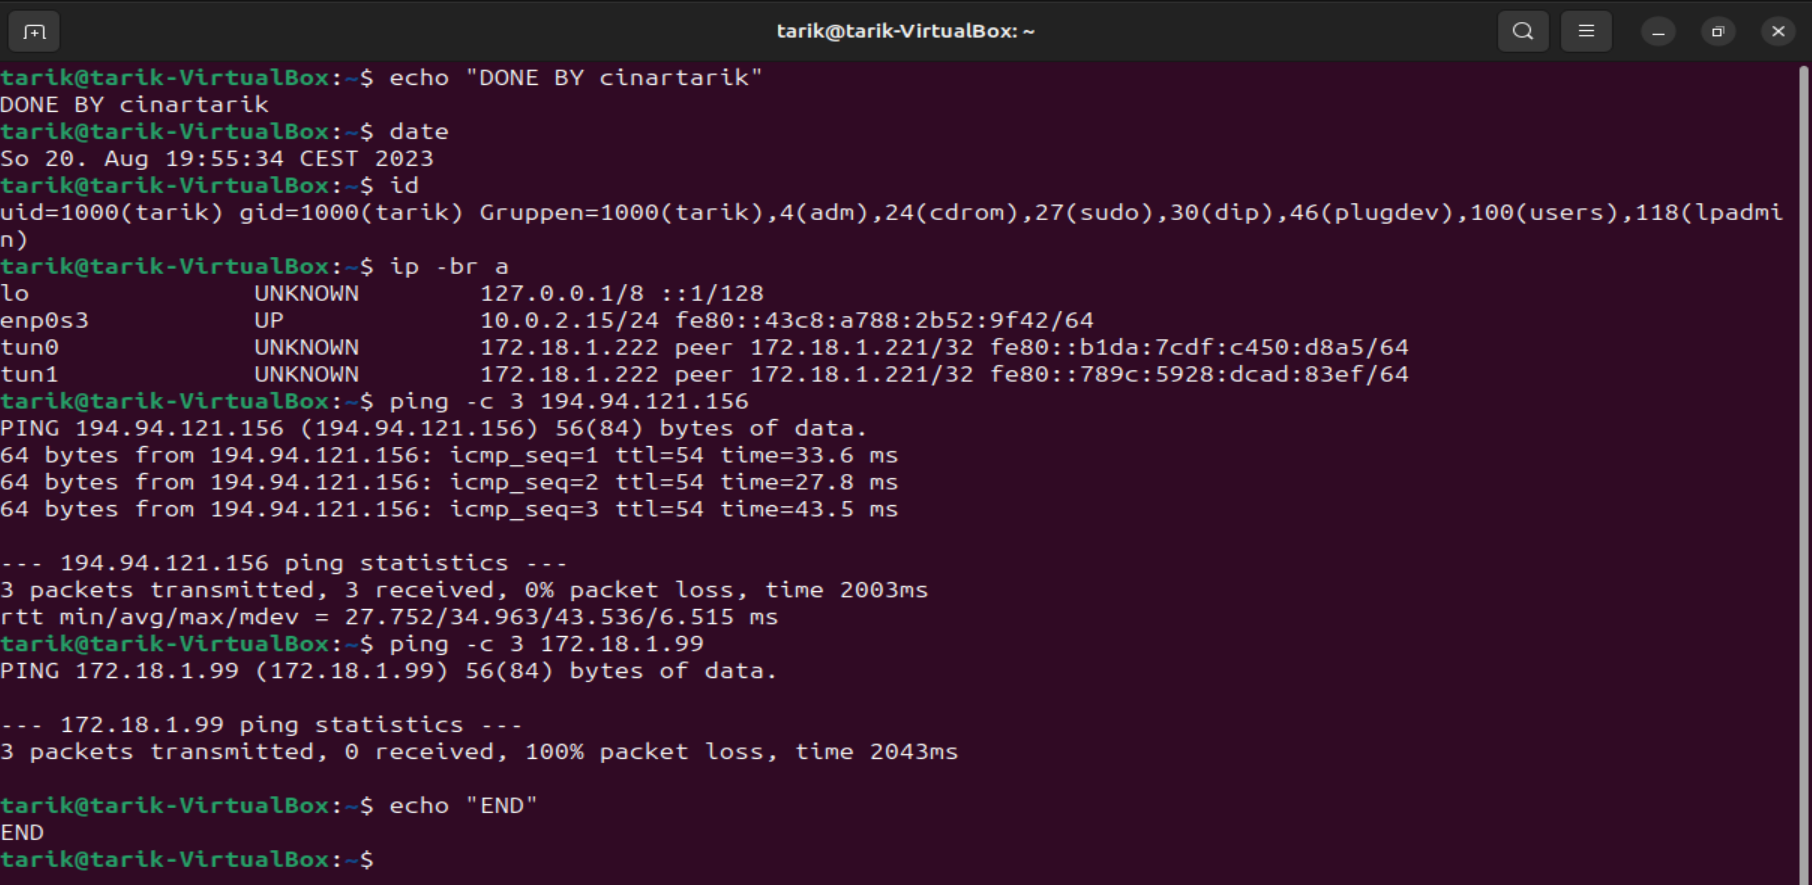 tarik@tarik-VirtualBox: ~
tarik@tarik-VirtualBox:~$ echo "DONE BY cinartarik"
DONE BY cinartarik
tarik@tarik-VirtualBox:~$ date
So 20. Aug 19:55:34 CEST 2023
tarik@tarik-VirtualBox:~$ id
uid=1000(tarik) gid=1000(tarik) Gruppen=1000(tarik),4(adm),24(cdrom),27(sudo),30(dip),46(plugdev),100(users),118(lpadmi
n)
tarik@tarik-VirtualBox:~$ ip -br a
lo               UNKNOWN        127.0.0.1/8 ::1/128
enp0s3           UP             10.0.2.15/24 fe80::43c8:a788:2b52:9f42/64
tun0             UNKNOWN        172.18.1.222 peer 172.18.1.221/32 fe80::b1da:7cdf:c450:d8a5/64
tun1             UNKNOWN        172.18.1.222 peer 172.18.1.221/32 fe80::789c:5928:dcad:83ef/64
tarik@tarik-VirtualBox:~$ ping -c 3 194.94.121.156
PING 194.94.121.156 (194.94.121.156) 56(84) bytes of data.
64 bytes from 194.94.121.156: icmp_seq=1 ttl=54 time=33.6 ms
64 bytes from 194.94.121.156: icmp_seq=2 ttl=54 time=27.8 ms
64 bytes from 194.94.121.156: icmp_seq=3 ttl=54 time=43.5 ms

--- 194.94.121.156 ping statistics ---
3 packets transmitted, 3 received, 0% packet loss, time 2003ms
rtt min/avg/max/mdev = 27.752/34.963/43.536/6.515 ms
tarik@tarik-VirtualBox:~$ ping -c 3 172.18.1.99
PING 172.18.1.99 (172.18.1.99) 56(84) bytes of data.

--- 172.18.1.99 ping statistics ---
3 packets transmitted, 0 received, 100% packet loss, time 2043ms

tarik@tarik-VirtualBox:~$ echo "END"
END
tarik@tarik-VirtualBox:~$